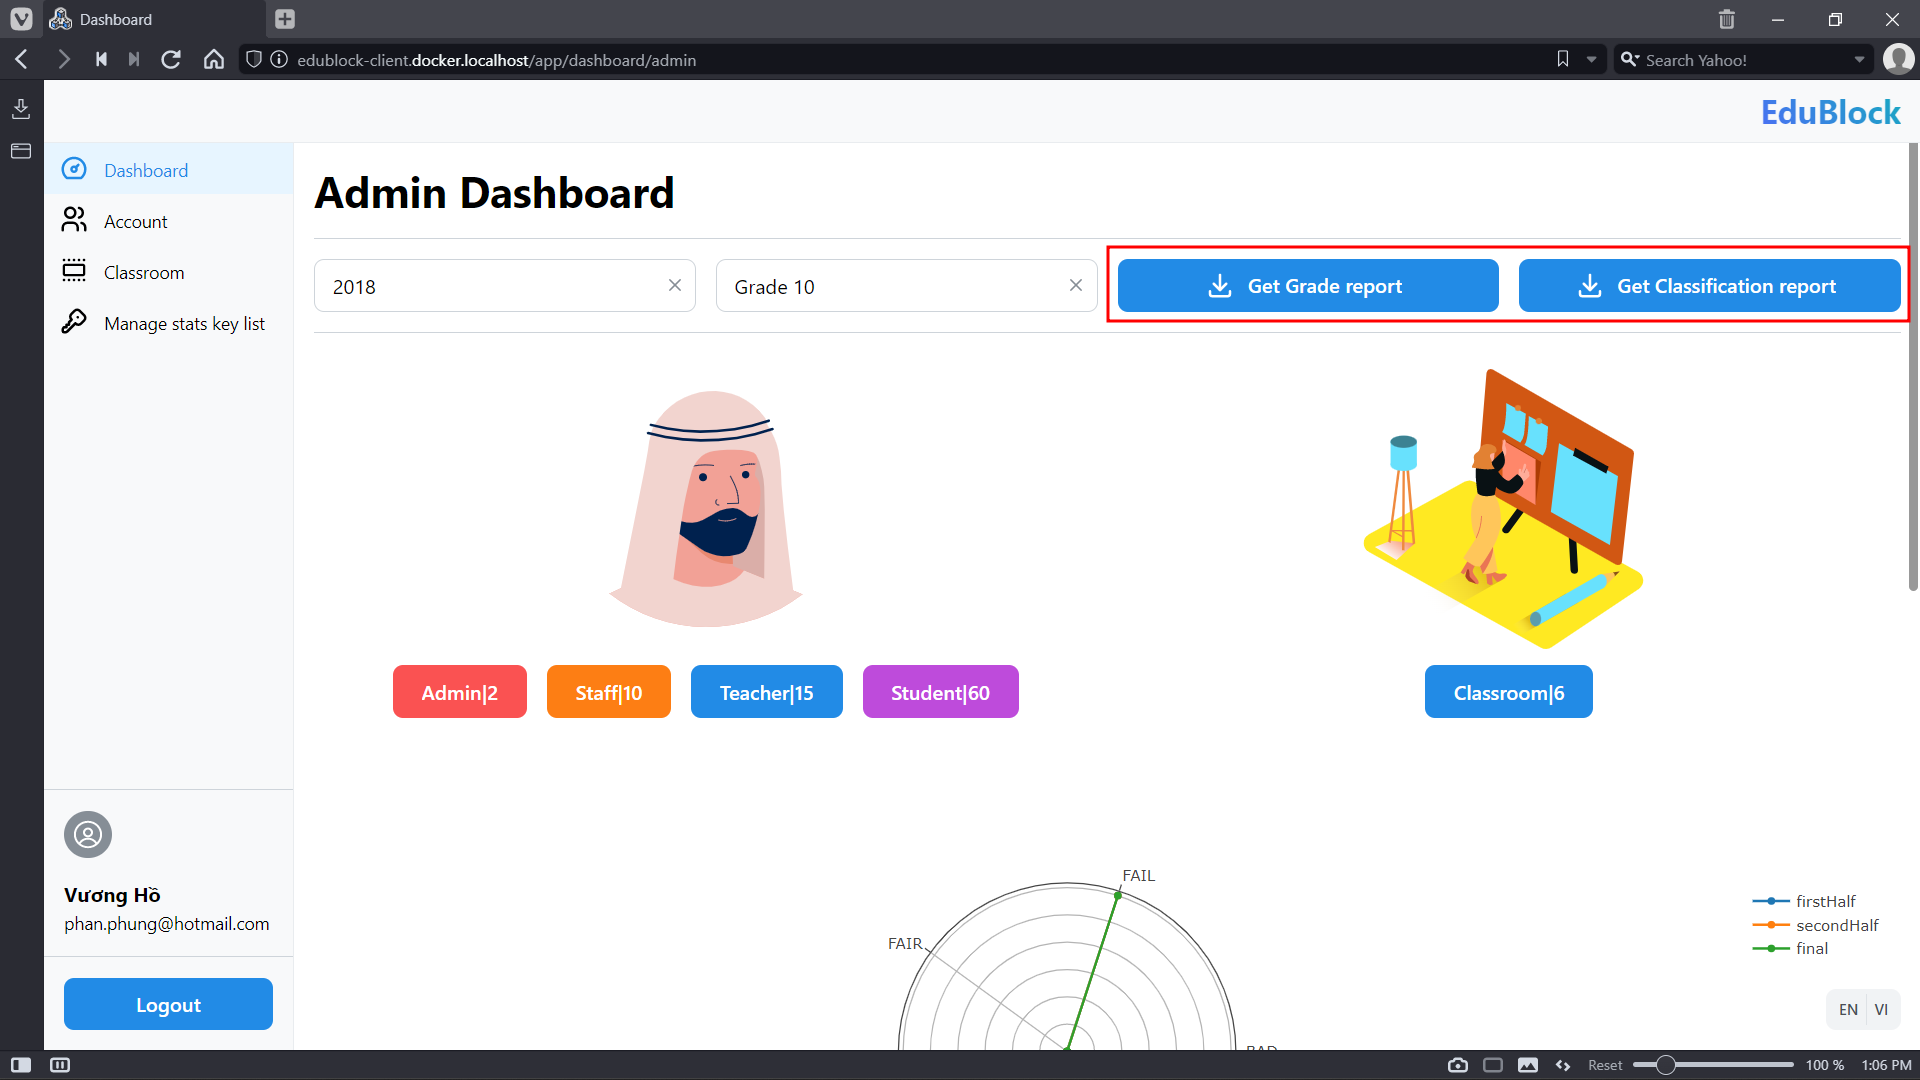 Dashboard
edublock-client.docker.localhost/app/dashboard/admin
Search Yahoo!
EduBlock
Dashboard
Account
Classroom
Manage stats key list
Admin Dashboard
2018
Grade 10
Get Grade report
Get Classification report
Admin|2
Staff|10
Teacher|15
Student|60
Classroom|6
FAIL
FAIR
firstHalf
secondHalf
final
Vương Hồ
phan.phung@hotmail.com
Logout
EN
VI
Reset
100 %
1:06 PM